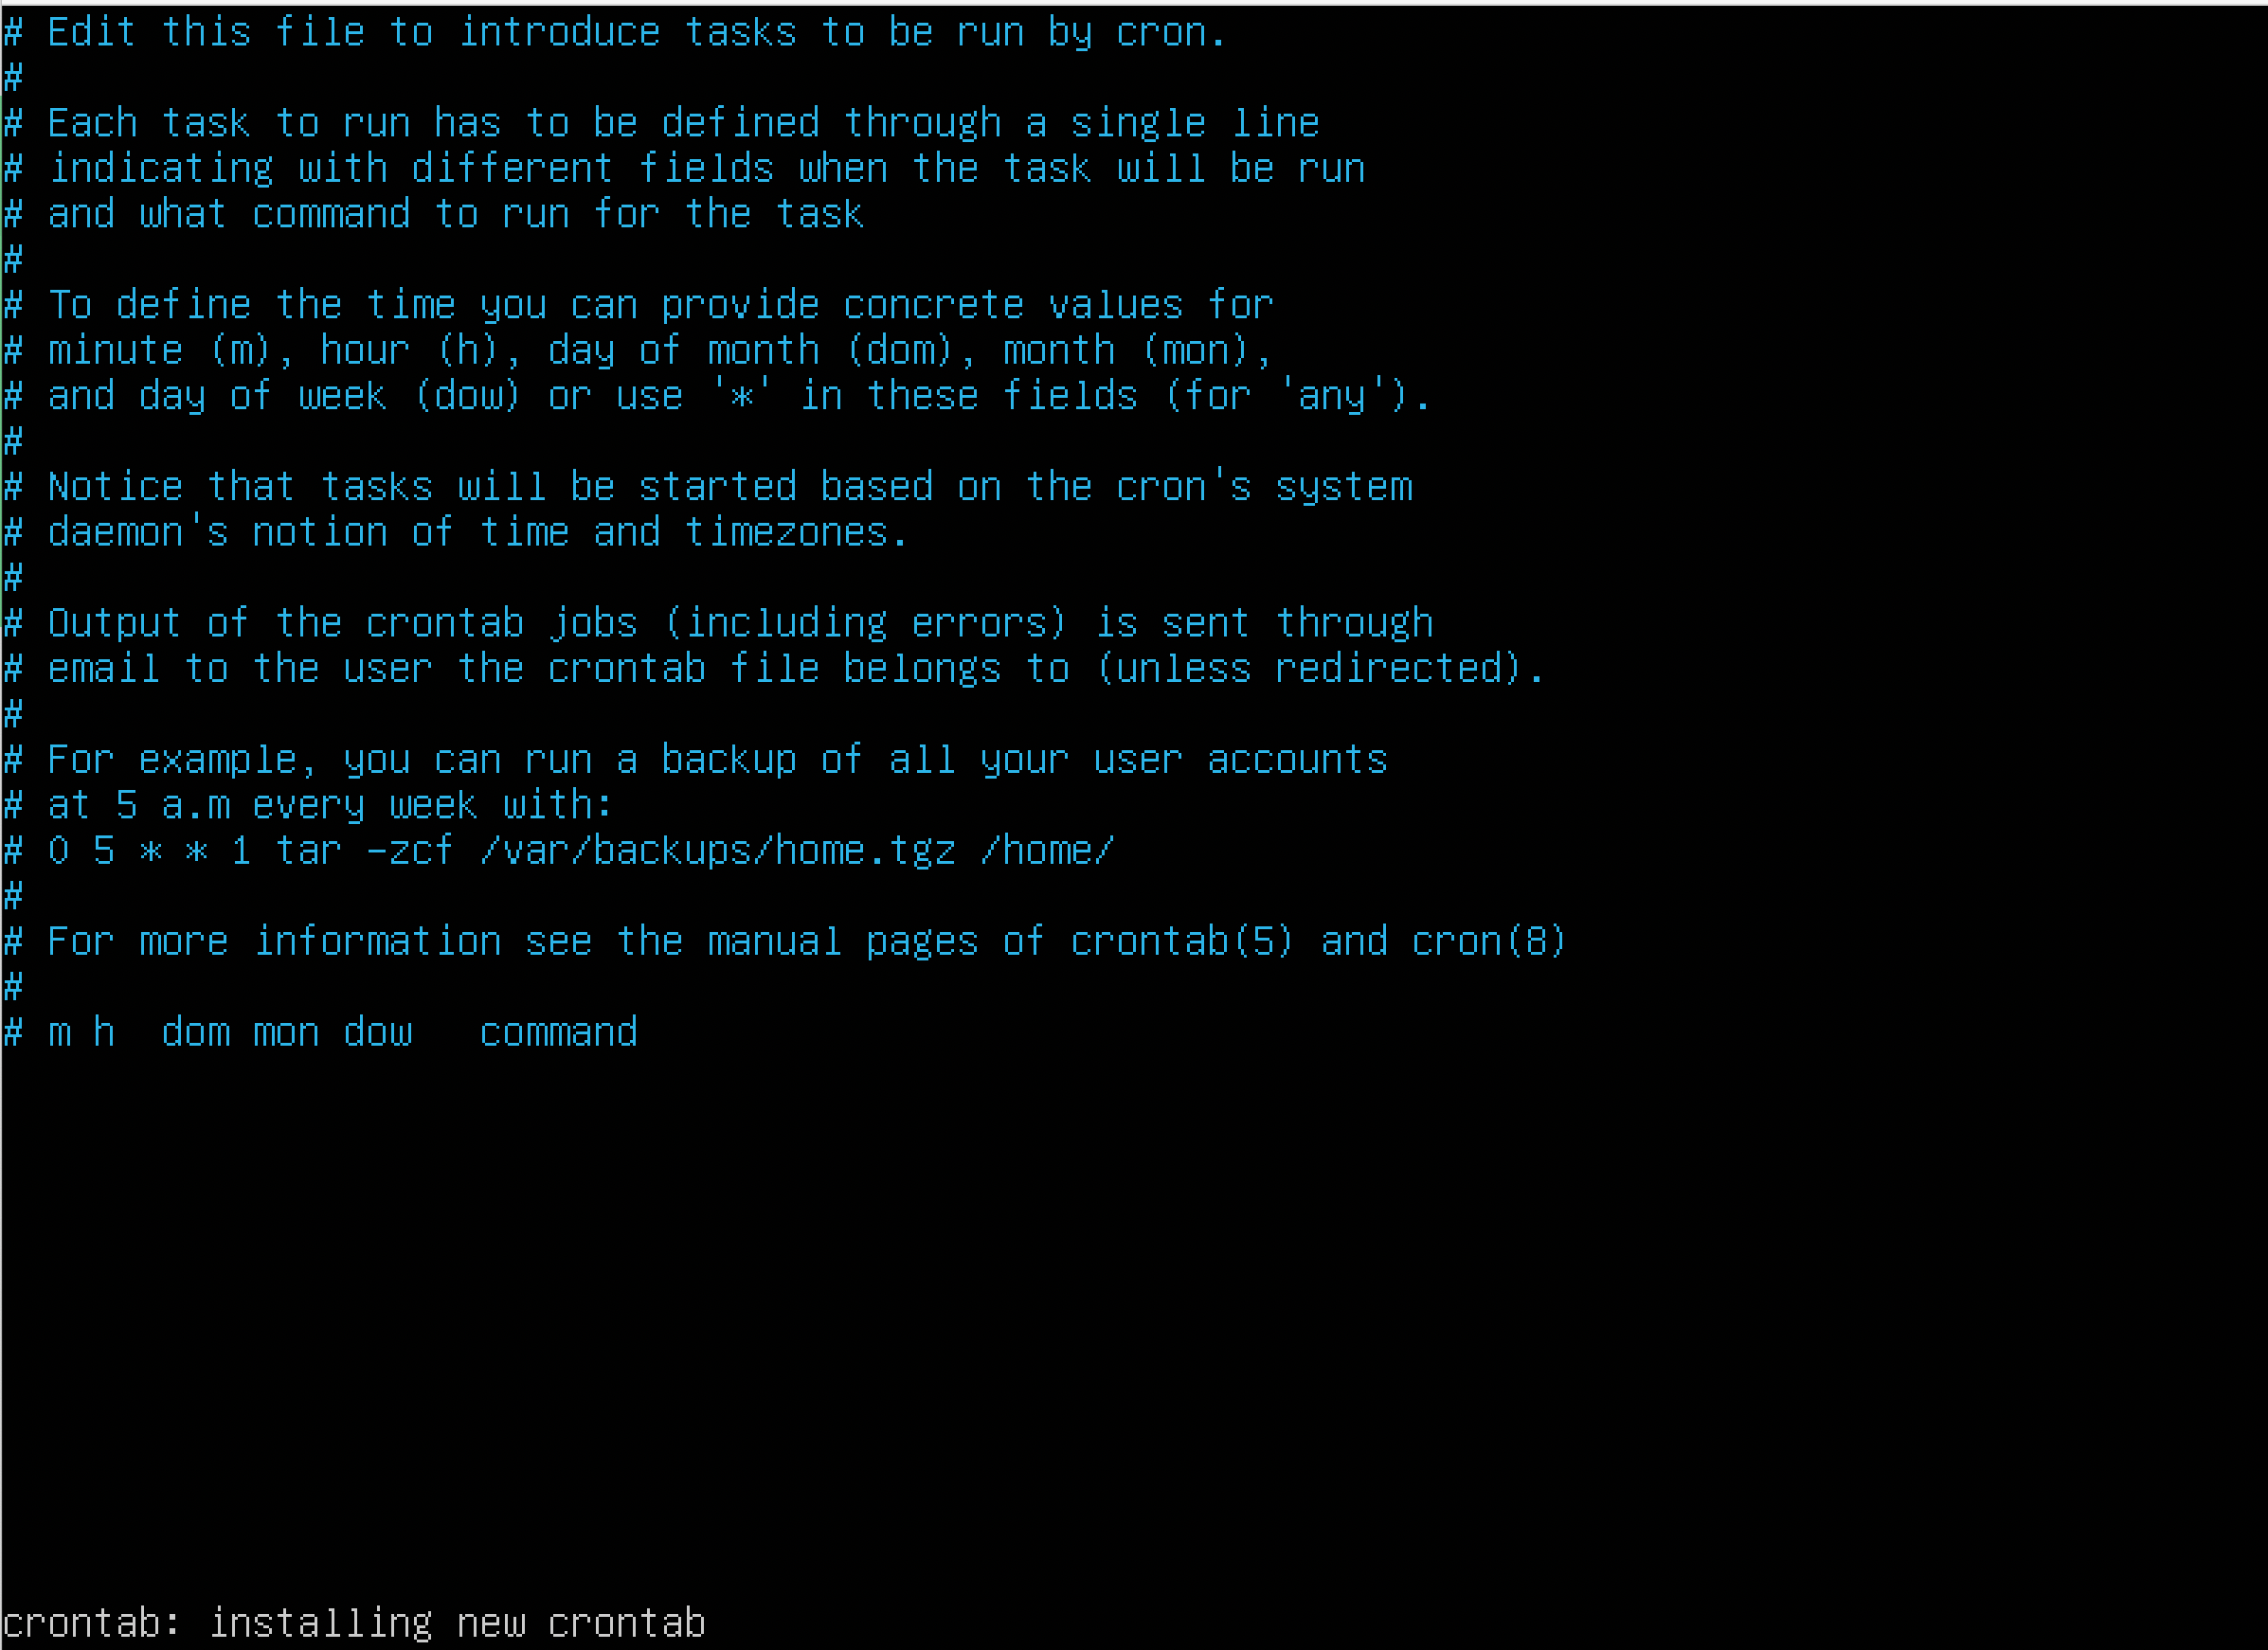 # Edit this file to introduce tasks to be run by cron.
#
# Each task to run has to be defined through a single line
# indicating with different fields when the task will be run
# and what command to run for the task
#
# To define the time you can provide concrete values for
# minute (m), hour (h), day of month (dom), month (mon),
# and day of week (dow) or use '*' in these fields (for 'any').
#
# Notice that tasks will be started based on the cron's system
# daemon's notion of time and timezones.
#
# Output of the crontab jobs (including errors) is sent through
# email to the user the crontab file belongs to (unless redirected).
#
# For example, you can run a backup of all your user accounts
# at 5 a.m every week with:
# 0 5 * * 1 tar -zcf /var/backups/home.tgz /home/
#
# For more information see the manual pages of crontab(5) and cron(8)
#
# m h  dom mon dow   command
crontab: installing new crontab